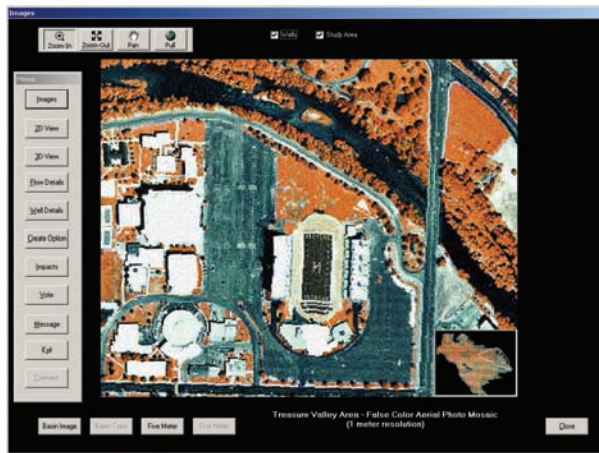 Images
Zoom-In Zoom-Out Pan Full
Wells Study Area
Menu
Images
2D View
3D View
Flow Details
Well Details
Create Option
Impacts
Vote
Message
Exit
Connect
Basin Image Five Meter One Meter
Treasure Valley Area - False Color Aerial Photo Mosaic
(1 meter resolution)
Close